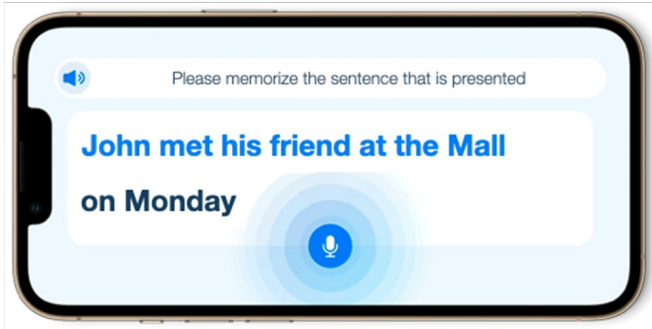 Please memorize the sentence that is presented
John met his friend at the Mall
on Monday